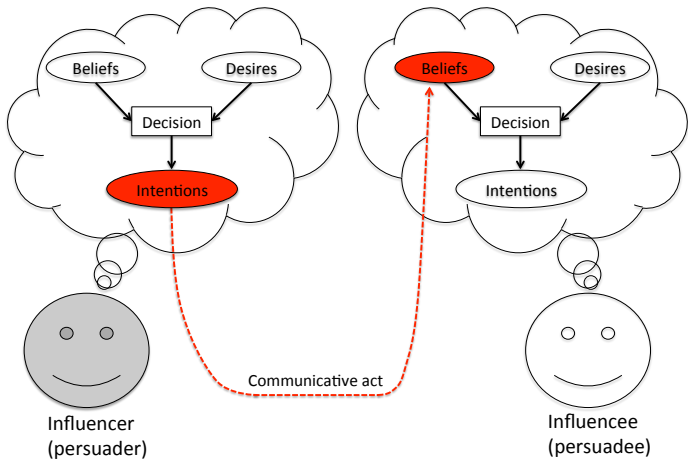 Beliefs
Desires
Decision
Intentions
Beliefs
Desires
Decision
Intentions
Communicative act
Influencer
(persuader)
Influencee
(persuadee)